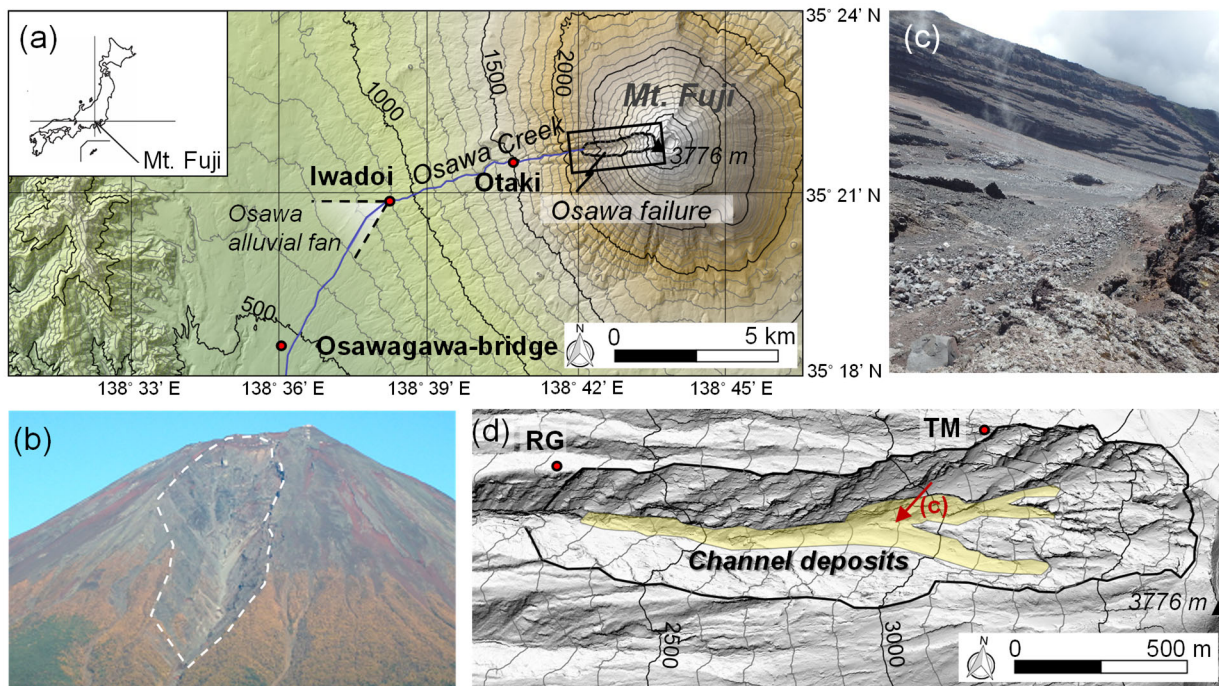 (a)
Mt. Fuji
35° 24' N
35° 21' N
35° 18' N
138° 33' E
138° 36' E
138° 39' E
138° 42' E
138° 45' E
1000
1500
2000
500
Mt. Fuji
3776 m
Osawa Creek
Iwadoi
Otaki
Osawa failure
Osawa
alluvial fan
Osawagawa-bridge
N
0
5 km
(c)
(b)
(d)
RG
TM
(c)
Channel deposits
2500
3000
3776 m
N
0
500 m